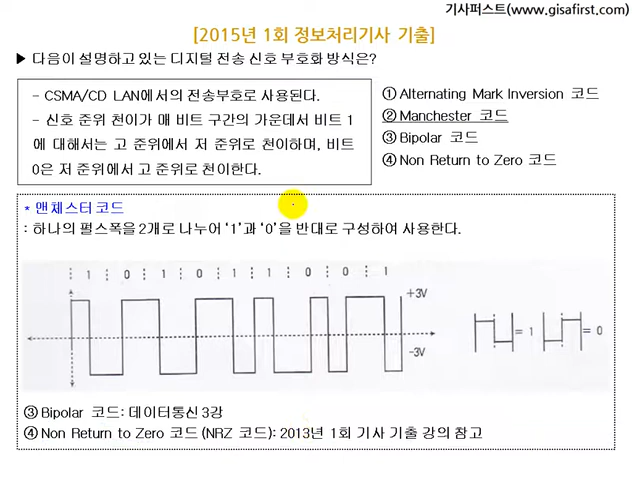 기사퍼스트(www.gisafirst.com)
[2015년 1회 정보처리기사 기출]
▶ 다음이 설명하고 있는 디지털 전송 신호 부호화 방식은?
- CSMA/CD LAN에서의 전송부호로 사용된다.
- 신호 준위 천이가 매 비트 구간의 가운데서 비트 1
에 대해서는 고 준위에서 저 준위로 천이하며, 비트
0은 저 준위에서 고 준위로 천이한다.
① Alternating Mark Inversion 코드
② Manchester 코드
③ Bipolar 코드
④ Non Return to Zero 코드
* 맨체스터 코드
: 하나의 펄스폭을 2개로 나누어 ‘1’과 ‘0’을 반대로 구성하여 사용한다.
1 0 1 0 1 1 0 0 1
+3V
-3V
= 1
= 0
③ Bipolar 코드: 데이터통신 3강
④ Non Return to Zero 코드(NRZ 코드): 2013년 1회 기사 기출 강의 참고